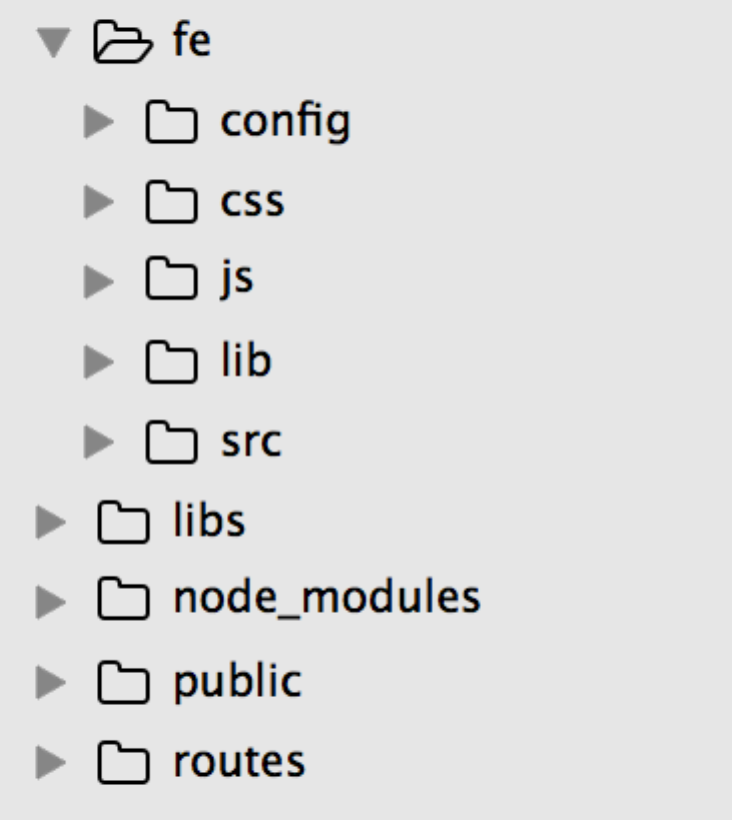 fe
config
css
js
lib
src
libs
node_modules
public
routes